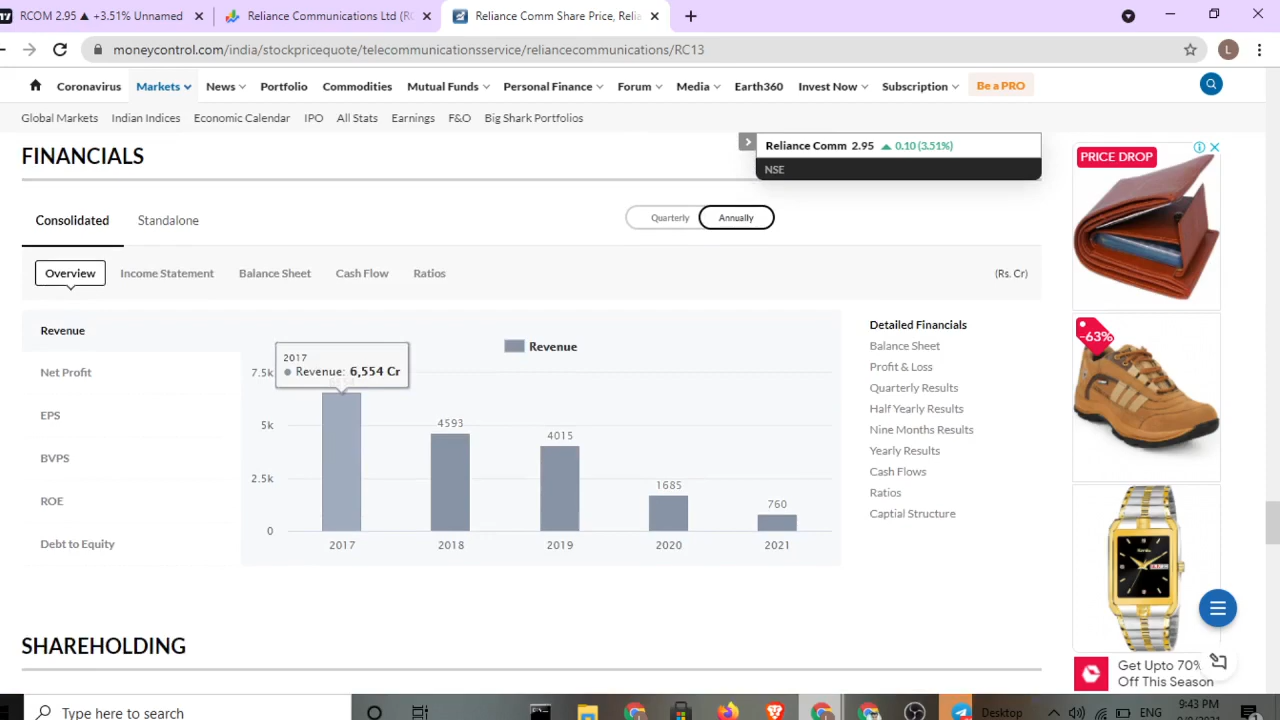 RCOM 2.95 ▲ +3.51% Unnamed
Reliance Communications Ltd (RC
Reliance Comm Share Price, Relia
moneycontrol.com/india/stockpricequote/telecommunicationsservice/reliancecommunications/RC13
L
Coronavirus Markets News Portfolio Commodities Mutual Funds Personal Finance Forum Media Earth360 Invest Now Subscription Be a PRO
Global Markets Indian Indices Economic Calendar IPO All Stats Earnings F&O Big Shark Portfolios
FINANCIALS
Reliance Comm 2.95 ▲ 0.10 (3.51%)
NSE
PRICE DROP
Consolidated Standalone
Quarterly Annually
Overview Income Statement Balance Sheet Cash Flow Ratios
(Rs. Cr)
Revenue
Net Profit
EPS
BVPS
ROE
Debt to Equity
Revenue
2017
Revenue: 6,554 Cr
7.5k
5k
2.5k
0
4593
4015
1685
760
2017 2018 2019 2020 2021
Detailed Financials
Balance Sheet
Profit & Loss
Quarterly Results
Half Yearly Results
Nine Months Results
Yearly Results
Cash Flows
Ratios
Captial Structure
-63%
SHAREHOLDING
Get Upto 70%
Off This Season
Type here to search
Desktop
ENG
9:43 PM